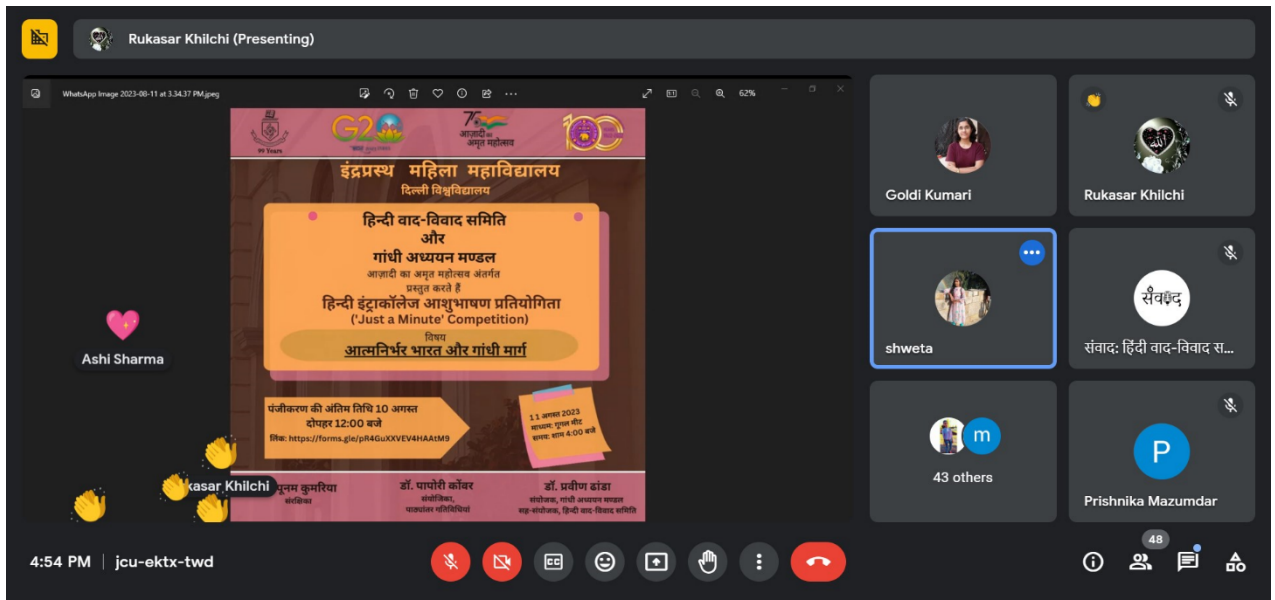 Rukasar Khilchi (Presenting)
WhatsApp Image 2023-08-11 at 3.34.37 PM.jpeg
62%
99 Years
G20
आज़ादी का
अमृत महोत्सव
100
इंद्रप्रस्थ महिला महाविद्यालय
दिल्ली विश्वविद्यालय
हिन्दी वाद-विवाद समिति
और
गांधी अध्ययन मण्डल
आज़ादी का अमृत महोत्सव अंतर्गत
प्रस्तुत करते हैं
हिन्दी इंट्राकॉलेज आशुभाषण प्रतियोगिता
('Just a Minute' Competition)
विषय
आत्मनिर्भर भारत और गांधी मार्ग
पंजीकरण की अंतिम तिथि 10 अगस्त
दोपहर 12:00 बजे
लिंक: https://forms.gle/pR4GuXXVEV4HAAtM9
11 अगस्त 2023
माध्यम: गूगल मीट
समय: शाम 4:00 बजे
पूनम कुमरिया
संरक्षिका
डॉ. पापोरी कॉंवर
संयोजिका,
पाठ्यांतर गतिविधियां
डॉ. प्रवीण ढांडा
संयोजक, गांधी अध्ययन मण्डल
सह-संयोजक, हिन्दी वाद-विवाद समिति
Ashi Sharma
kasar Khilchi
Goldi Kumari
Rukasar Khilchi
shweta
संवाद: हिंदी वाद-विवाद स...
m
43 others
P
Prishnika Mazumdar
4:54 PM | jcu-ektx-twd
CC
48